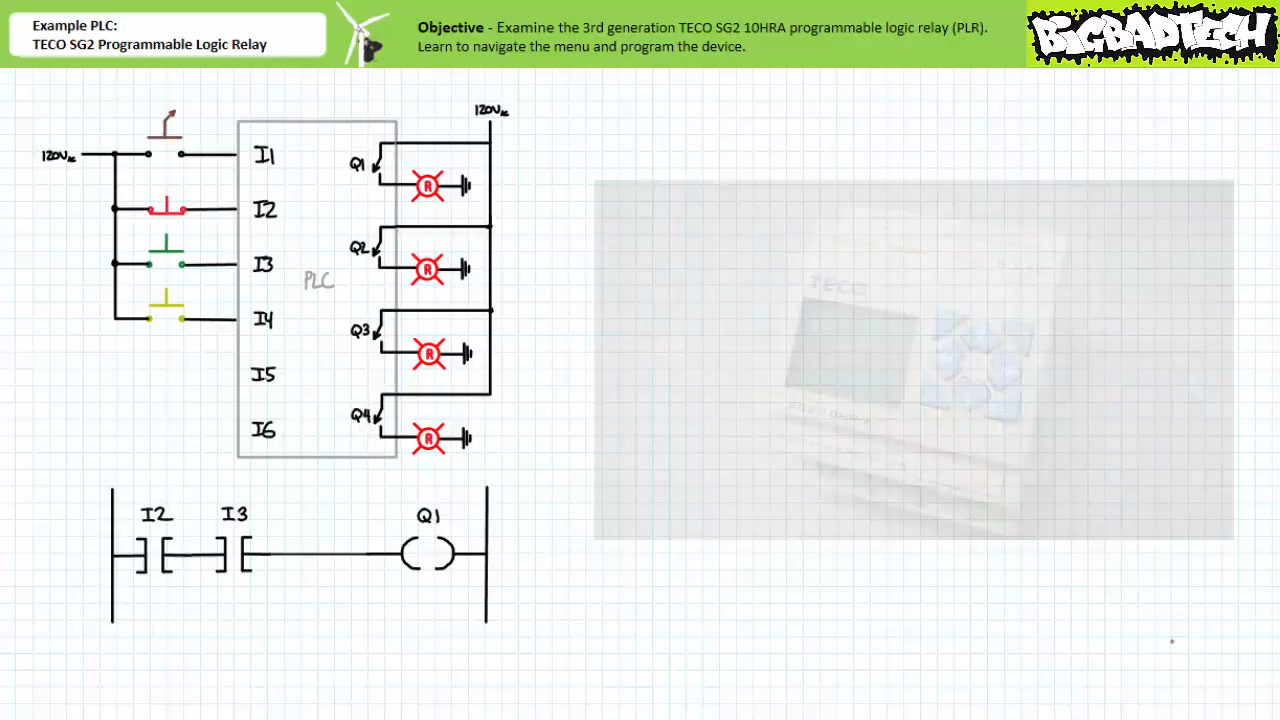 Example PLC:
TECO SG2 Programmable Logic Relay
Objective - Examine the 3rd generation TECO SG2 10HRA programmable logic relay (PLR).
Learn to navigate the menu and program the device.
BIGBADTECH
120Vac
120Vac
I1
I2
I3
I4
I5
I6
PLC
Q1
R
Q2
R
Q3
R
Q4
R
TECO
I2 I3 Q1